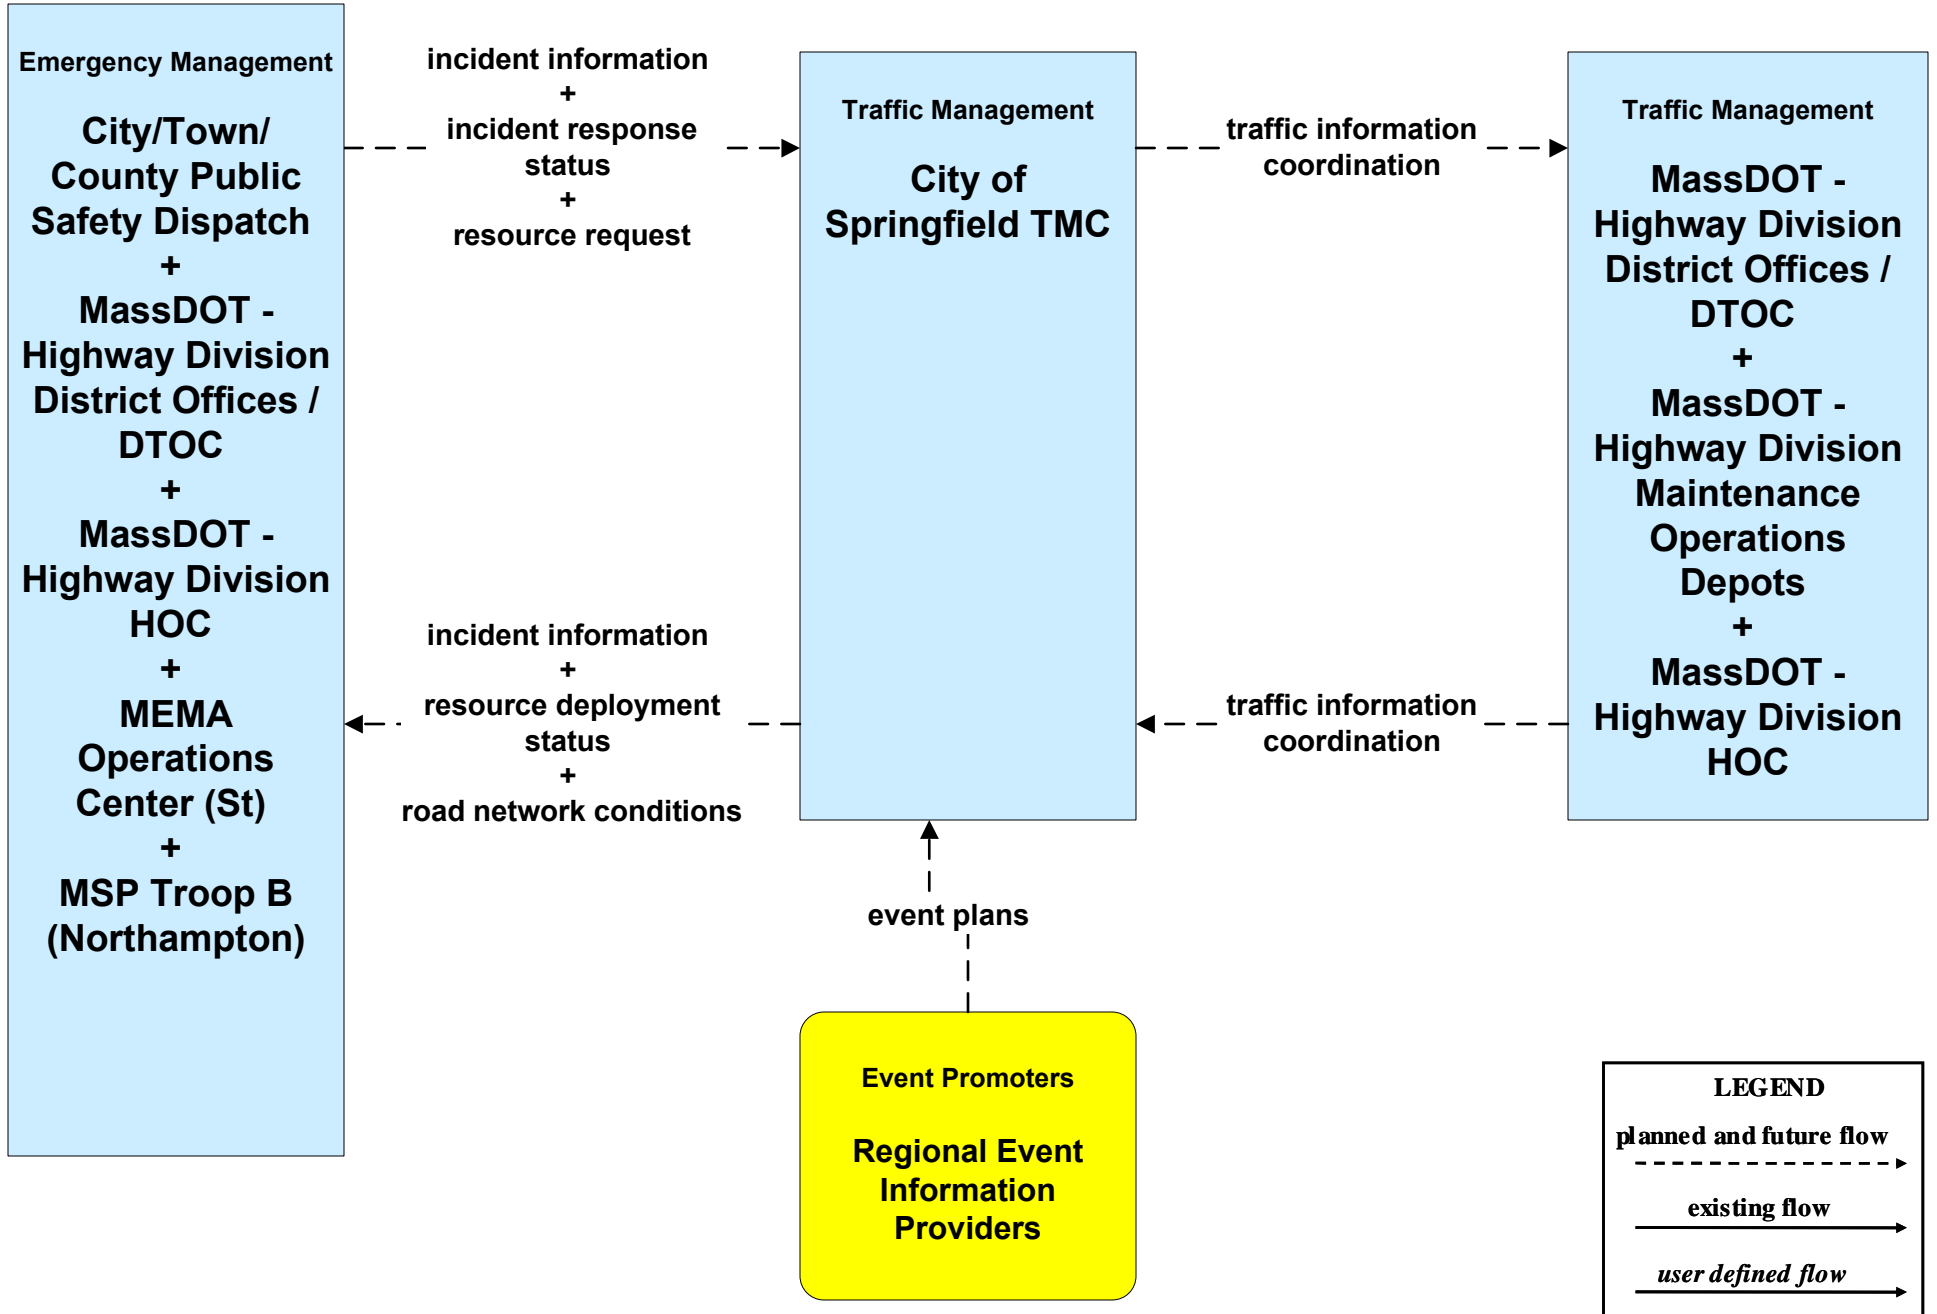 Emergency Management
City/Town/
County Public
Safety Dispatch
+
MassDOT -
Highway Division
District Offices /
DTOC
+
MassDOT -
Highway Division
HOC
+
MEMA
Operations
Center (St)
+
MSP Troop B
(Northampton)
incident information
+
incident response
status
+
resource request
incident information
+
resource deployment
status
+
road network conditions
Traffic Management
City of
Springfield TMC
traffic information
coordination
traffic information
coordination
Traffic Management
MassDOT -
Highway Division
District Offices /
DTOC
+
MassDOT -
Highway Division
Maintenance
Operations
Depots
+
MassDOT -
Highway Division
HOC
event plans
Event Promoters
Regional Event
Information
Providers
LEGEND
planned and future flow
existing flow
user defined flow